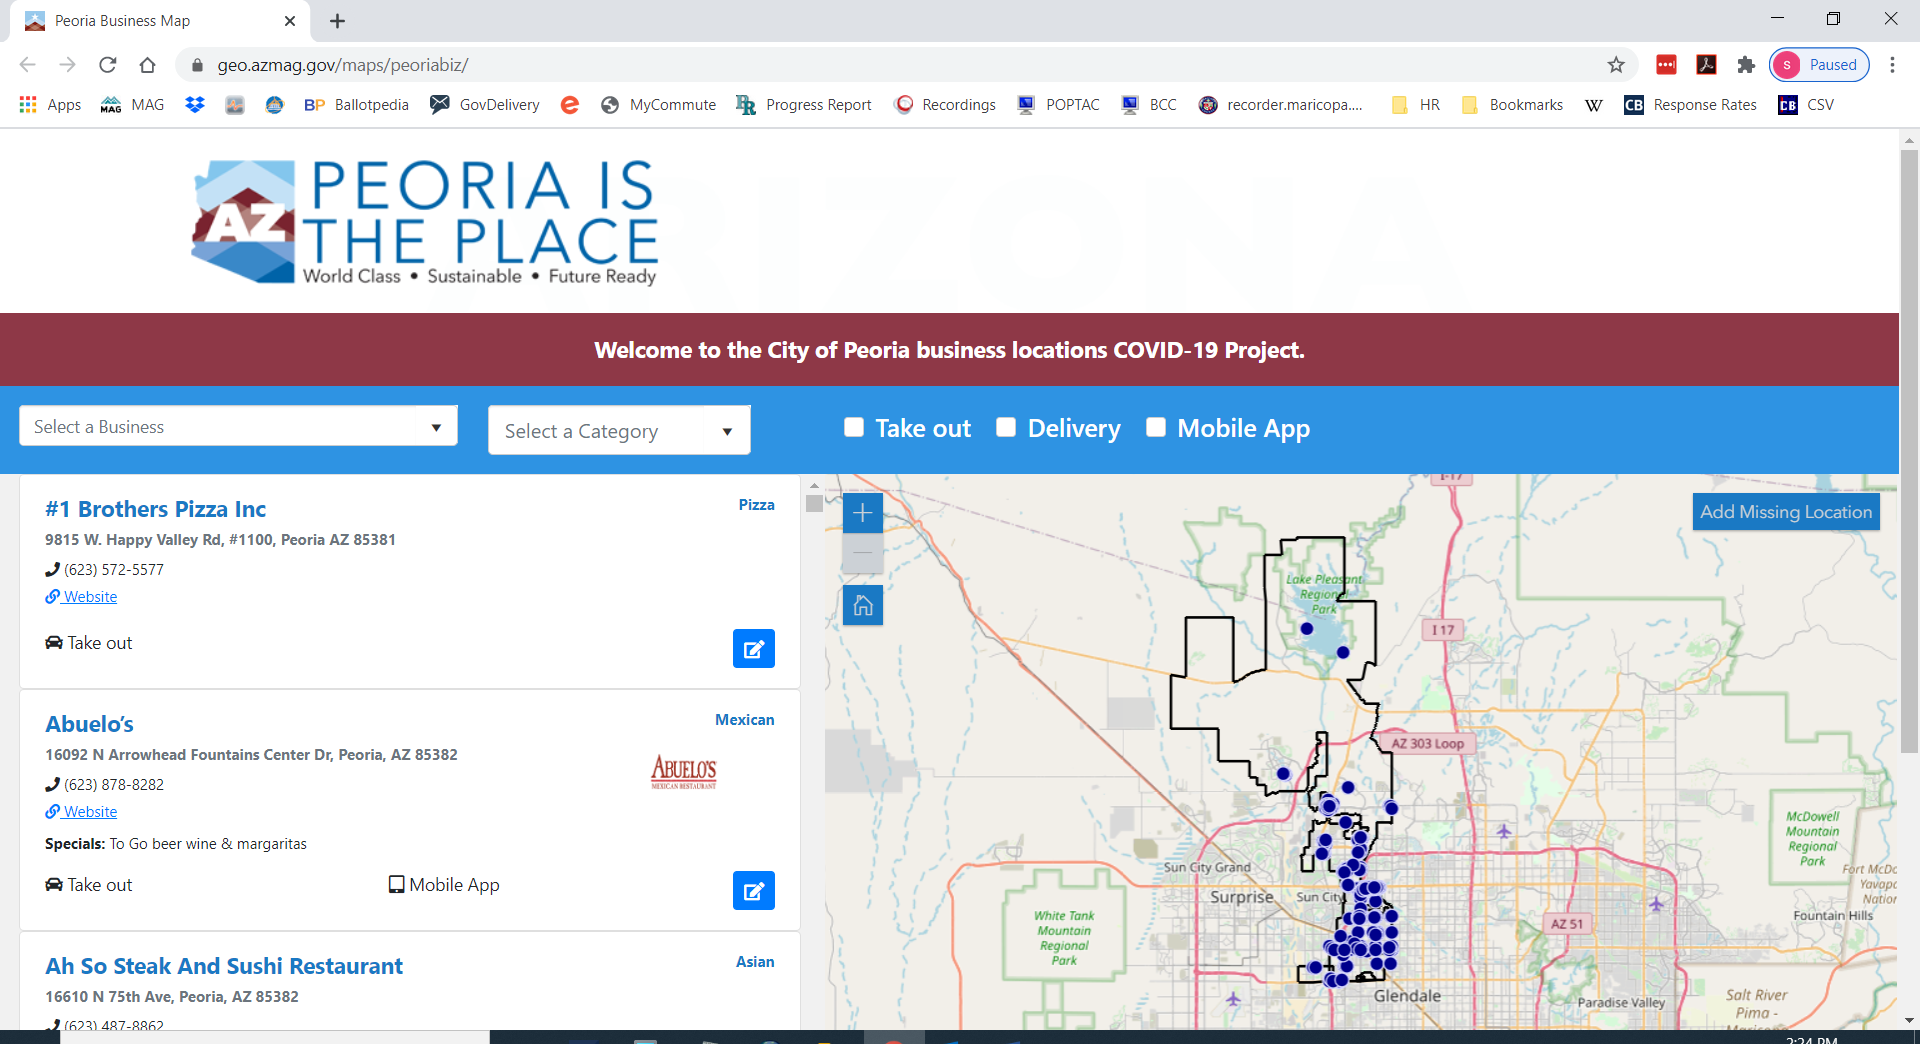 Peoria Business Map
geo.azmag.gov/maps/peoriabiz/
S Paused
Apps MAG MAG BP Ballotpedia GovDelivery e MyCommute PR Progress Report Recordings POPTAC BCC recorder.maricopa.... HR Bookmarks W CB Response Rates CB CSV
AZ
PEORIA IS
THE PLACE
World Class • Sustainable • Future Ready
Welcome to the City of Peoria business locations COVID-19 Project.
Select a Business
Select a Category
Take out
Delivery
Mobile App
#1 Brothers Pizza Inc
Pizza
9815 W. Happy Valley Rd, #1100, Peoria AZ 85381
(623) 572-5577
Website
Take out
Abuelo’s
Mexican
16092 N Arrowhead Fountains Center Dr, Peoria, AZ 85382
ABUELO'S
MEXICAN RESTAURANT
(623) 878-8282
Website
Specials: To Go beer wine & margaritas
Take out
Mobile App
Ah So Steak And Sushi Restaurant
Asian
16610 N 75th Ave, Peoria, AZ 85382
(623) 487-8862
I-17
Add Missing Location
Lake Pleasant
Regional
Park
I 17
AZ 303 Loop
McDowell
Mountain
Regional
Park
Sun City Grand
Surprise
Sun City
Fort McDo
Yavapa
Nation
Fountain Hills
White Tank
Mountain
Regional
Park
AZ 51
Glendale
Paradise Valley
Salt River
Pima -
2:24 PM